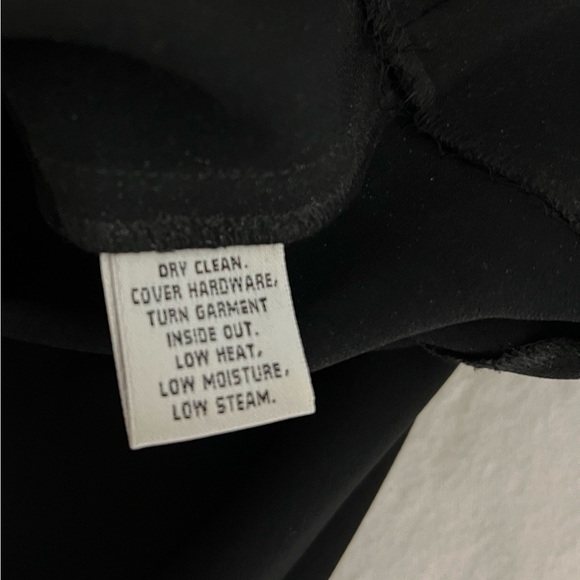 DRY CLEAN.
COVER HARDWARE,
TURN GARMENT
INSIDE OUT.
LOW HEAT,
LOW MOISTURE,
LOW STEAM.